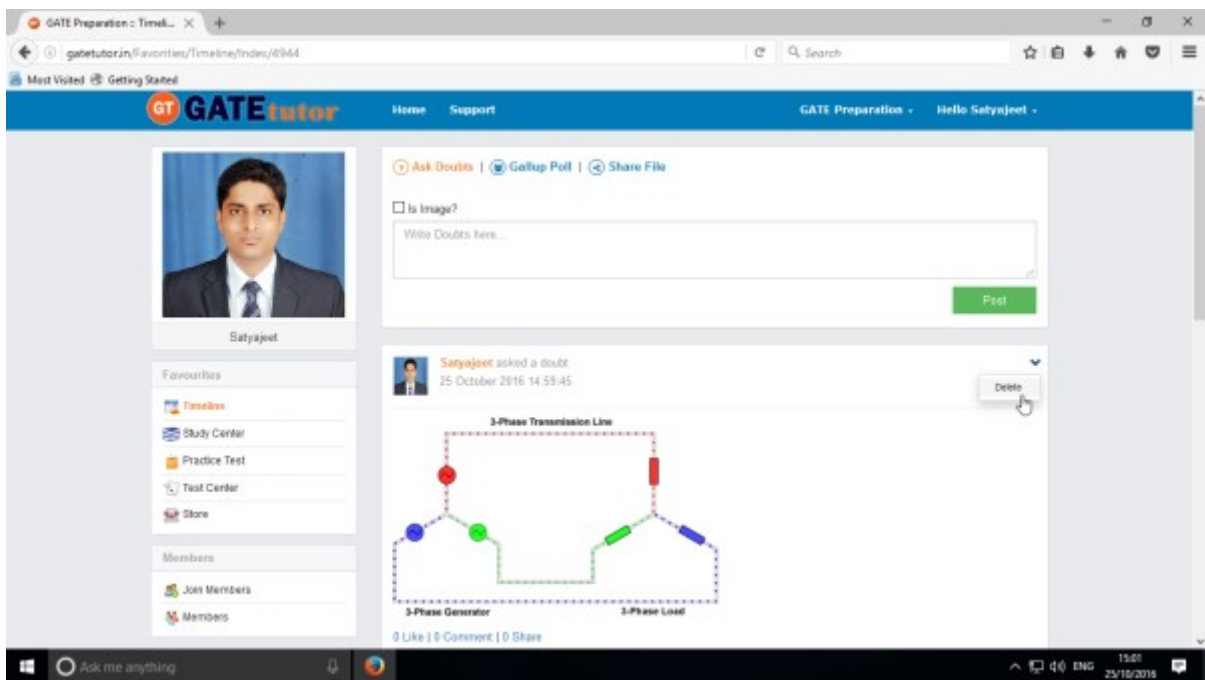 GATE Preparation :: Timeli...
gatetutor.in/Favorities/Timeline/Index/4944
Search
Most Visited Getting Started
GT GATEtutor Home Support GATE Preparation Hello Satyajeet
? Ask Doubts | Gallup Poll | Share File
Is Image?
Write Doubts here...
Post
Satyajeet
Satyajeet asked a doubt
25 October 2016 14:59:45
Delete
Favourites
Timeline
Study Center
Practice Test
Test Center
Store
Members
Join Members
Members
3-Phase Transmission Line
3-Phase Generator 3-Phase Load
0 Like | 0 Comment | 0 Share
Ask me anything ENG 15:01
25/10/2016